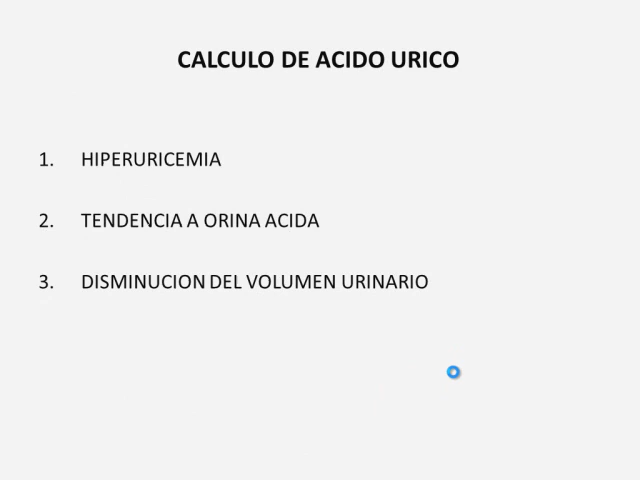 CALCULO DE ACIDO URICO
1. HIPERURICEMIA
2. TENDENCIA A ORINA ACIDA
3. DISMINUCION DEL VOLUMEN URINARIO